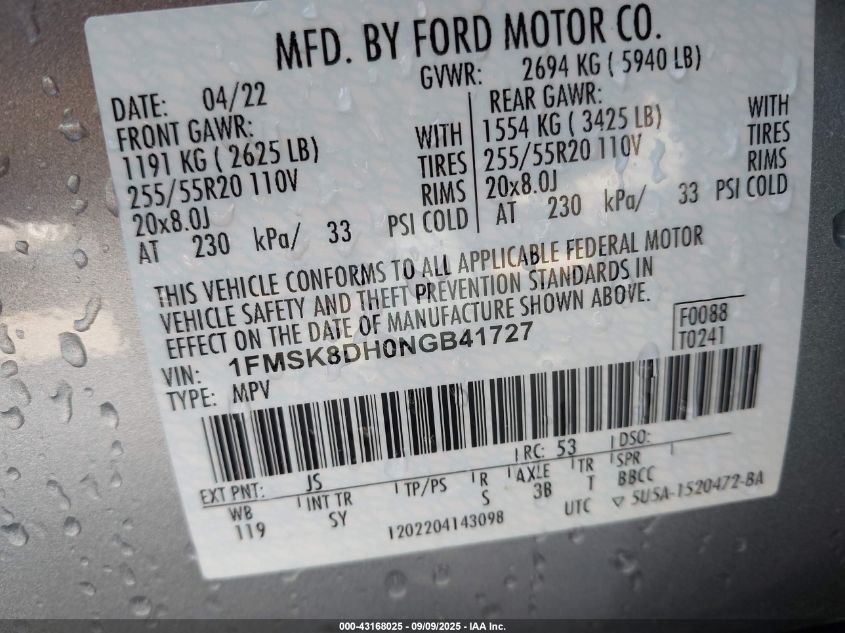 MFD. BY FORD MOTOR CO.
DATE: 04/22 GVWR: 2694 KG ( 5940 LB)
FRONT GAWR: REAR GAWR:
1191 KG ( 2625 LB) WITH 1554 KG ( 3425 LB) WITH
255/55R20 110V TIRES 255/55R20 110V TIRES
20x8.0J RIMS 20x8.0J RIMS
AT 230 kPa/ 33 PSI COLD AT 230 kPa/ 33 PSI COLD
THIS VEHICLE CONFORMS TO ALL APPLICABLE FEDERAL MOTOR
VEHICLE SAFETY AND THEFT PREVENTION STANDARDS IN
EFFECT ON THE DATE OF MANUFACTURE SHOWN ABOVE.
VIN: 1FMSK8DH0NGB41727 F0088
TYPE: MPV T0241
EXT PNT: JS RC: 53 DSO:
WB INT TR TP/PS R AXLE TR SPR
119 SY S 3B T BBCC
1202204143098 UTC ▽ 5U5A-1520472-BA
000-43168025 - 09/09/2025 - IAA Inc.